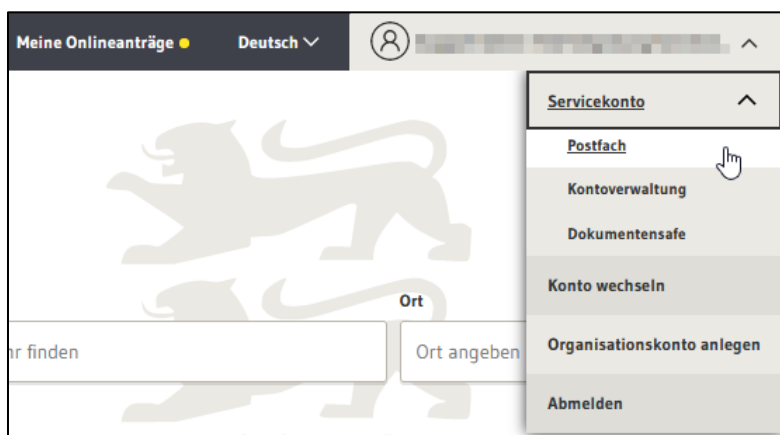 Meine Onlineanträge
Deutsch
Servicekonto
Postfach
Kontoverwaltung
Dokumentensafe
Konto wechseln
Organisationskonto anlegen
Abmelden
Ort
finden
Ort angeben